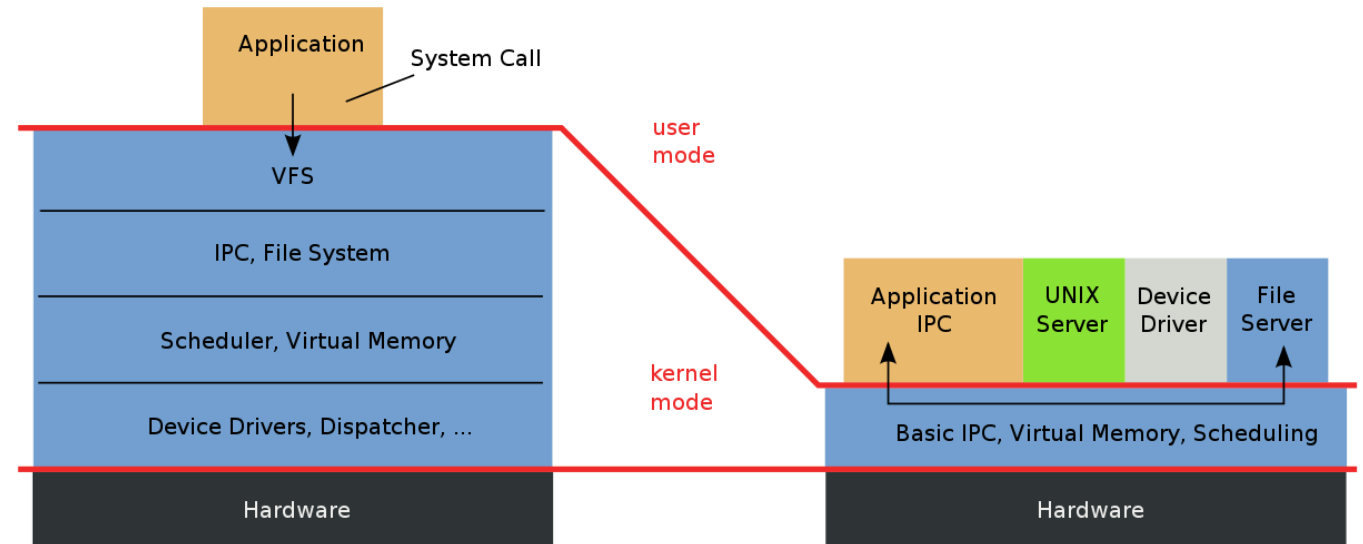 Application
System Call
VFS
IPC, File System
Scheduler, Virtual Memory
Device Drivers, Dispatcher, ...
Hardware
user
mode
kernel
mode
Application
IPC
UNIX
Server
Device
Driver
File
Server
Basic IPC, Virtual Memory, Scheduling
Hardware